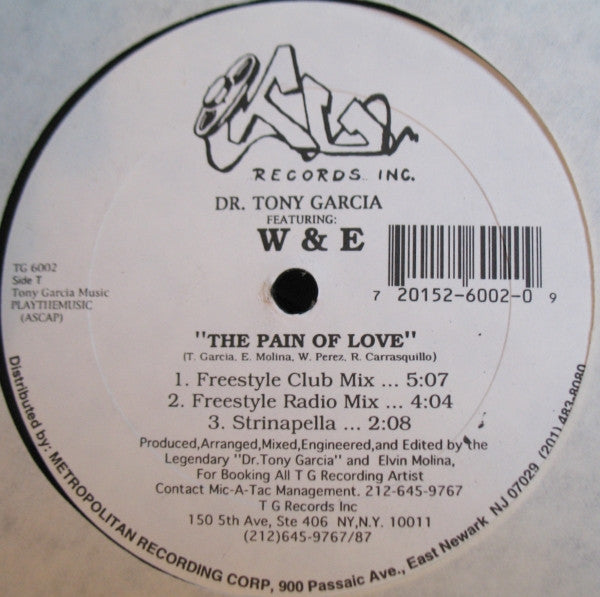 RECORDS INC.
DR. TONY GARCIA
FEATURING:
W & E
TG 6002
Side T
Tony Garcia Music
PLAYTHEMUSIC
(ASCAP)
7 20152-6002-0 9
"THE PAIN OF LOVE"
(T. Garcia, E. Molina, W. Perez, R. Carrasquillo)
1. Freestyle Club Mix ... 5:07
2. Freestyle Radio Mix ... 4:04
3. Strinapella ... 2:08
Produced,Arranged,Mixed,Engineered,and Edited by the
Legendary "Dr.Tony Garcia" and Elvin Molina,
For Booking All T G Recording Artist
Contact Mic-A-Tac Management. 212-645-9767
T G Records Inc
150 5th Ave, Ste 406 NY,N.Y. 10011
(212)645-9767/87
Distributed by: METROPOLITAN RECORDING CORP, 900 Passaic Ave., East Newark NJ 07029 (201) 483-8080